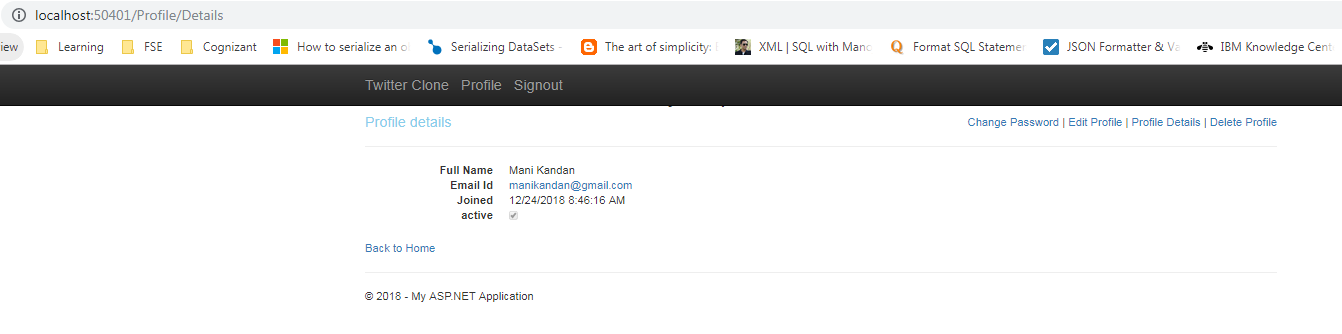 localhost:50401/Profile/Details
iew Learning FSE Cognizant How to serialize an o Serializing DataSets - The art of simplicity: XML | SQL with Mano Format SQL Statemer JSON Formatter & Va IBM Knowledge Cent
Twitter Clone Profile Signout
Profile details Change Password | Edit Profile | Profile Details | Delete Profile
Full Name Mani Kandan
Email Id manikandan@gmail.com
Joined 12/24/2018 8:46:16 AM
active
Back to Home
© 2018 - My ASP.NET Application